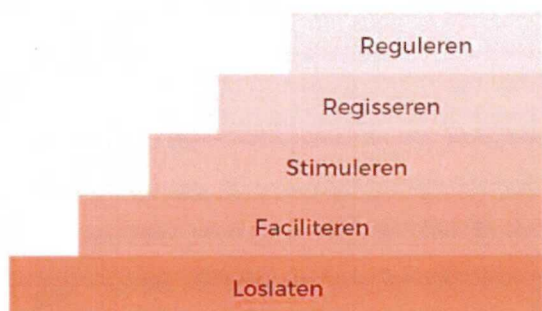 Reguleren
Regisseren
Stimuleren
Faciliteren
Loslaten